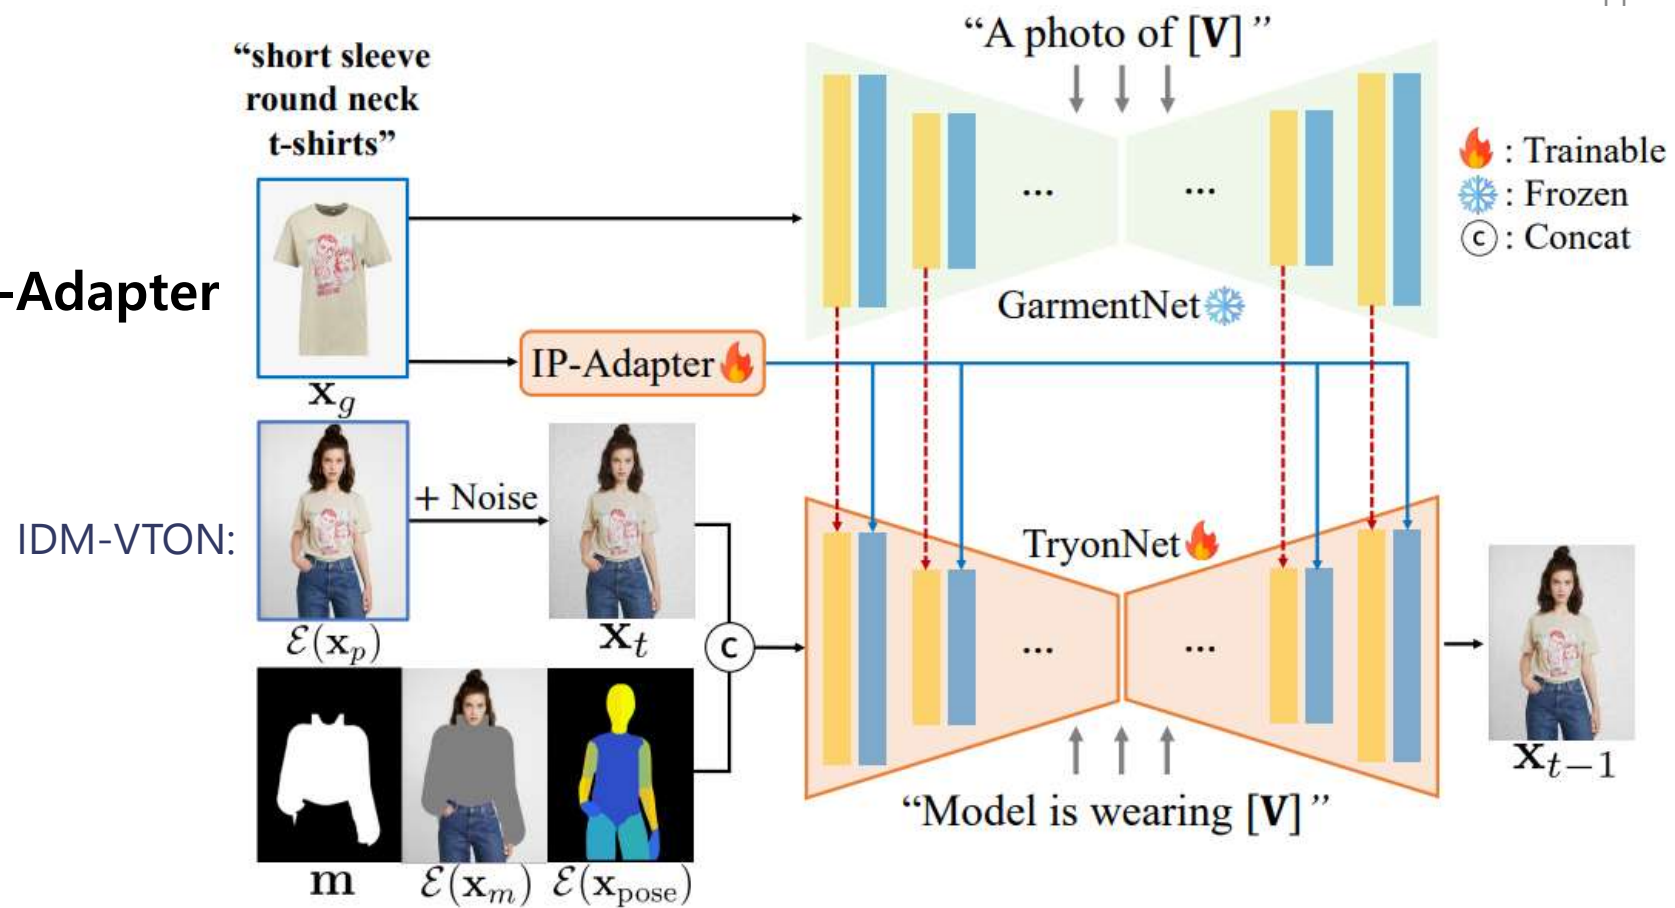 “A photo of [V] ”
“short sleeve
round neck
t-shirts”
: Trainable
: Frozen
C : Concat
-Adapter
GarmentNet
IP-Adapter
x_g
+ Noise
TryonNet
IDM-VTON:
ℰ(x_p)
x_t
C
x_{t−1}
“Model is wearing [V] ”
m
ℰ(x_m)
ℰ(x_pose)
...
...
...
...